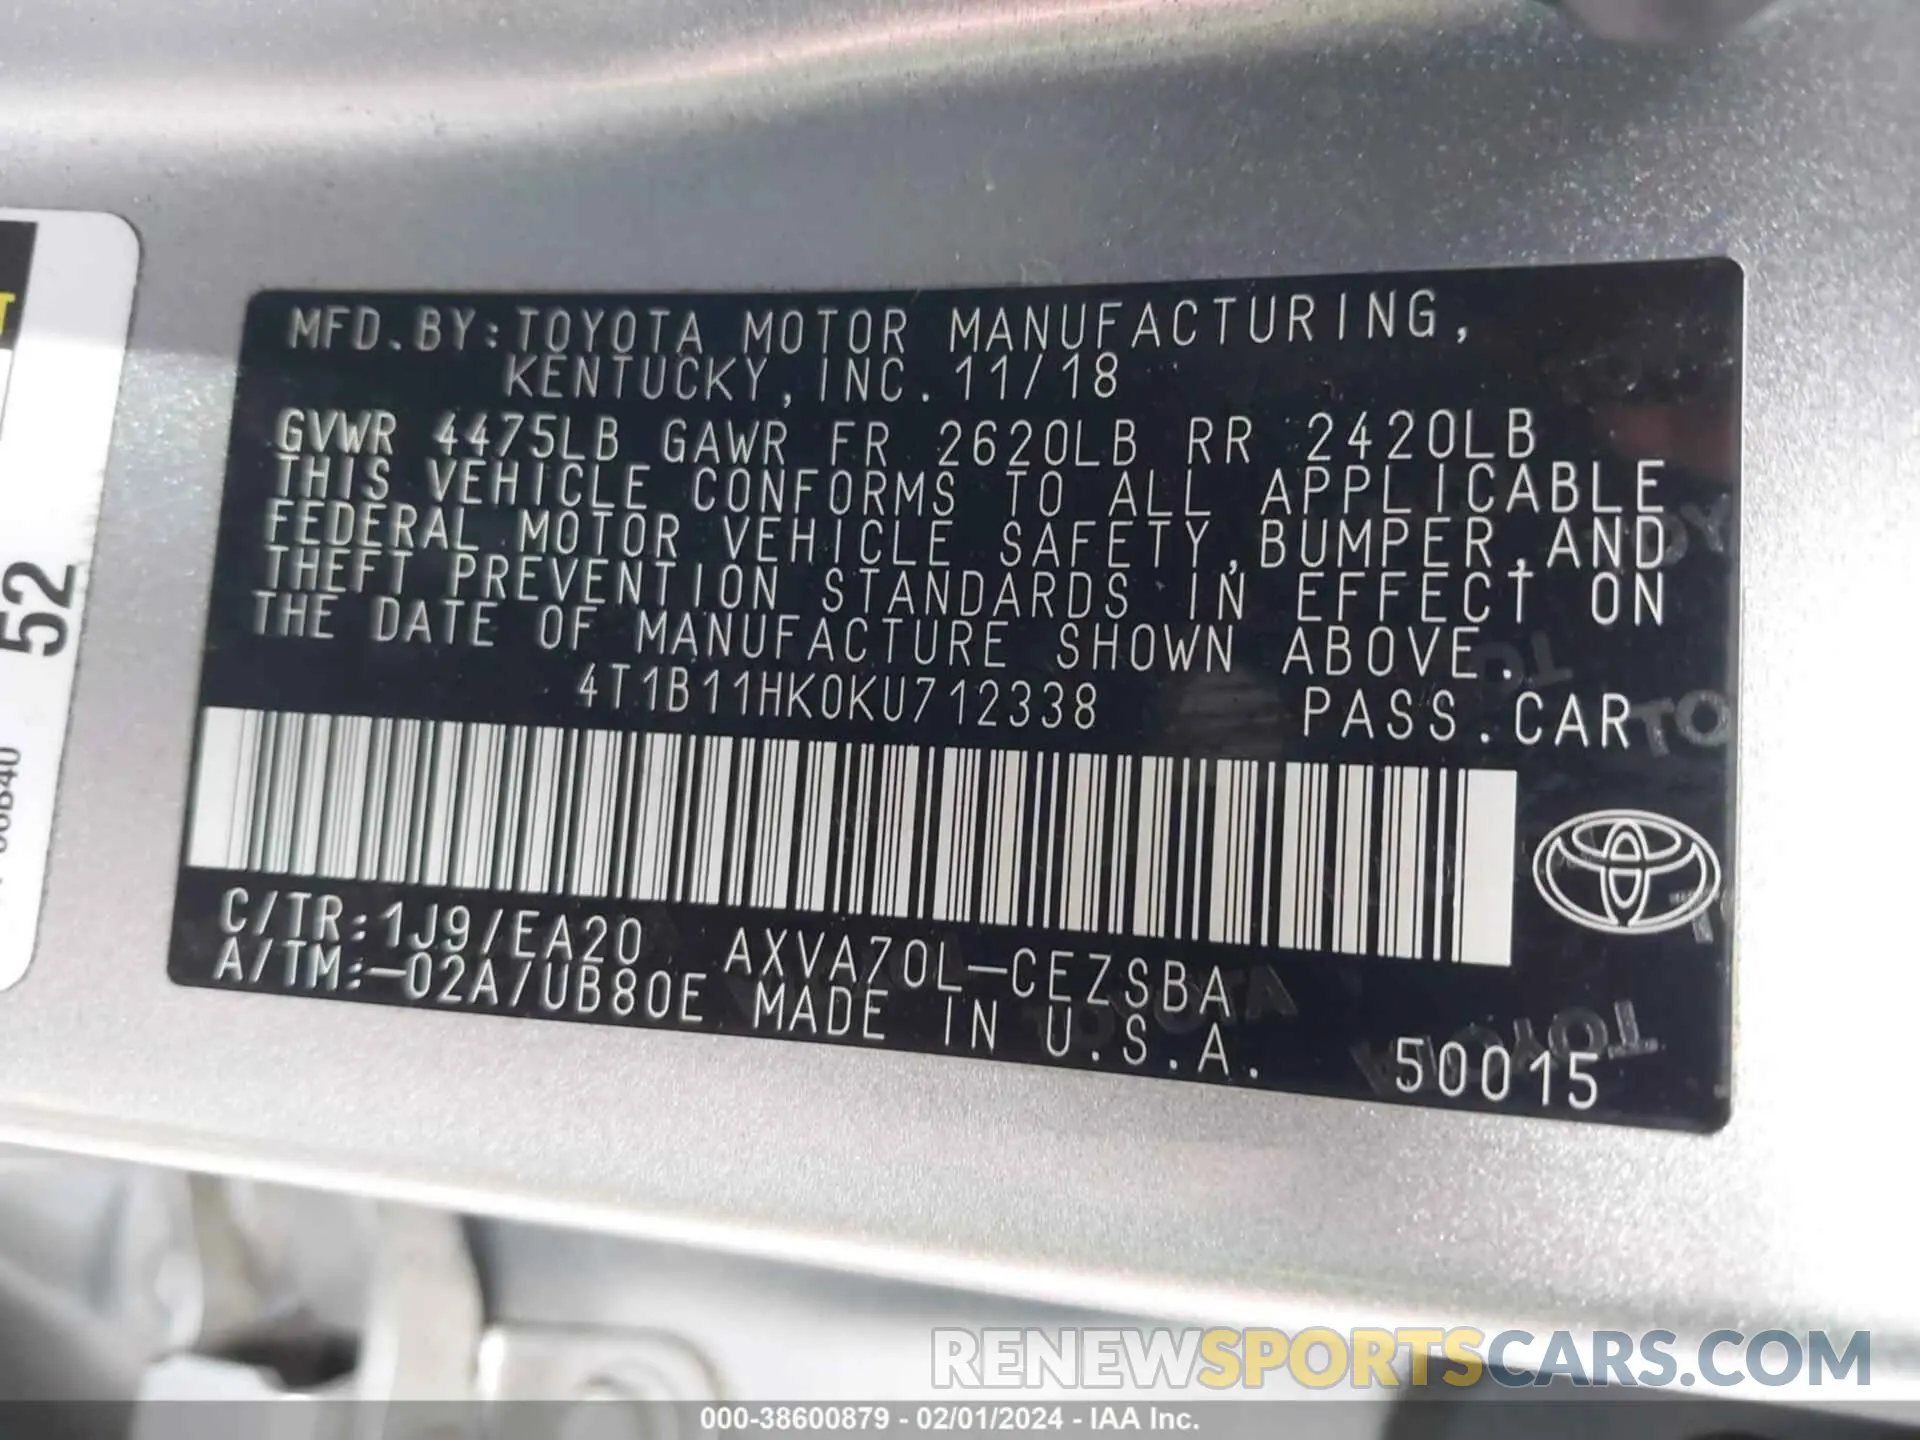 MFD.BY:TOYOTA MOTOR MANUFACTURING,
KENTUCKY,INC. 11/18
GVWR 4475LB GAWR FR 2620LB RR 2420LB
THIS VEHICLE CONFORMS TO ALL APPLICABLE
FEDERAL MOTOR VEHICLE SAFETY,BUMPER,AND
THEFT PREVENTION STANDARDS IN EFFECT ON
THE DATE OF MANUFACTURE SHOWN ABOVE.
4T1B11HK0KU712338 PASS.CAR
C/TR:1J9/EA20 AXVA70L-CEZSBA
A/TM:-02A/UB80E MADE IN U.S.A. 50015
52
RENEWSPORTSCARS.COM
000-38600879 - 02/01/2024 - IAA Inc.